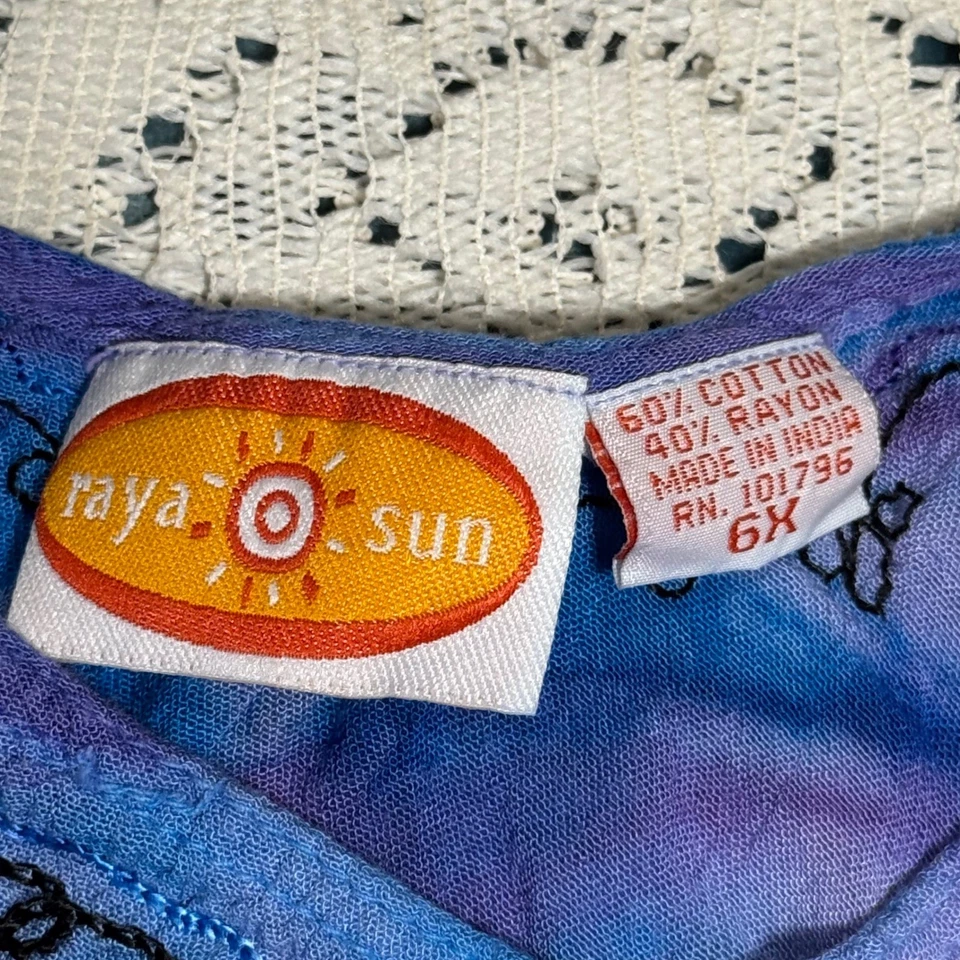 raya sun
60% COTTON
40% RAYON
MADE IN INDIA
RN. 101796
6X